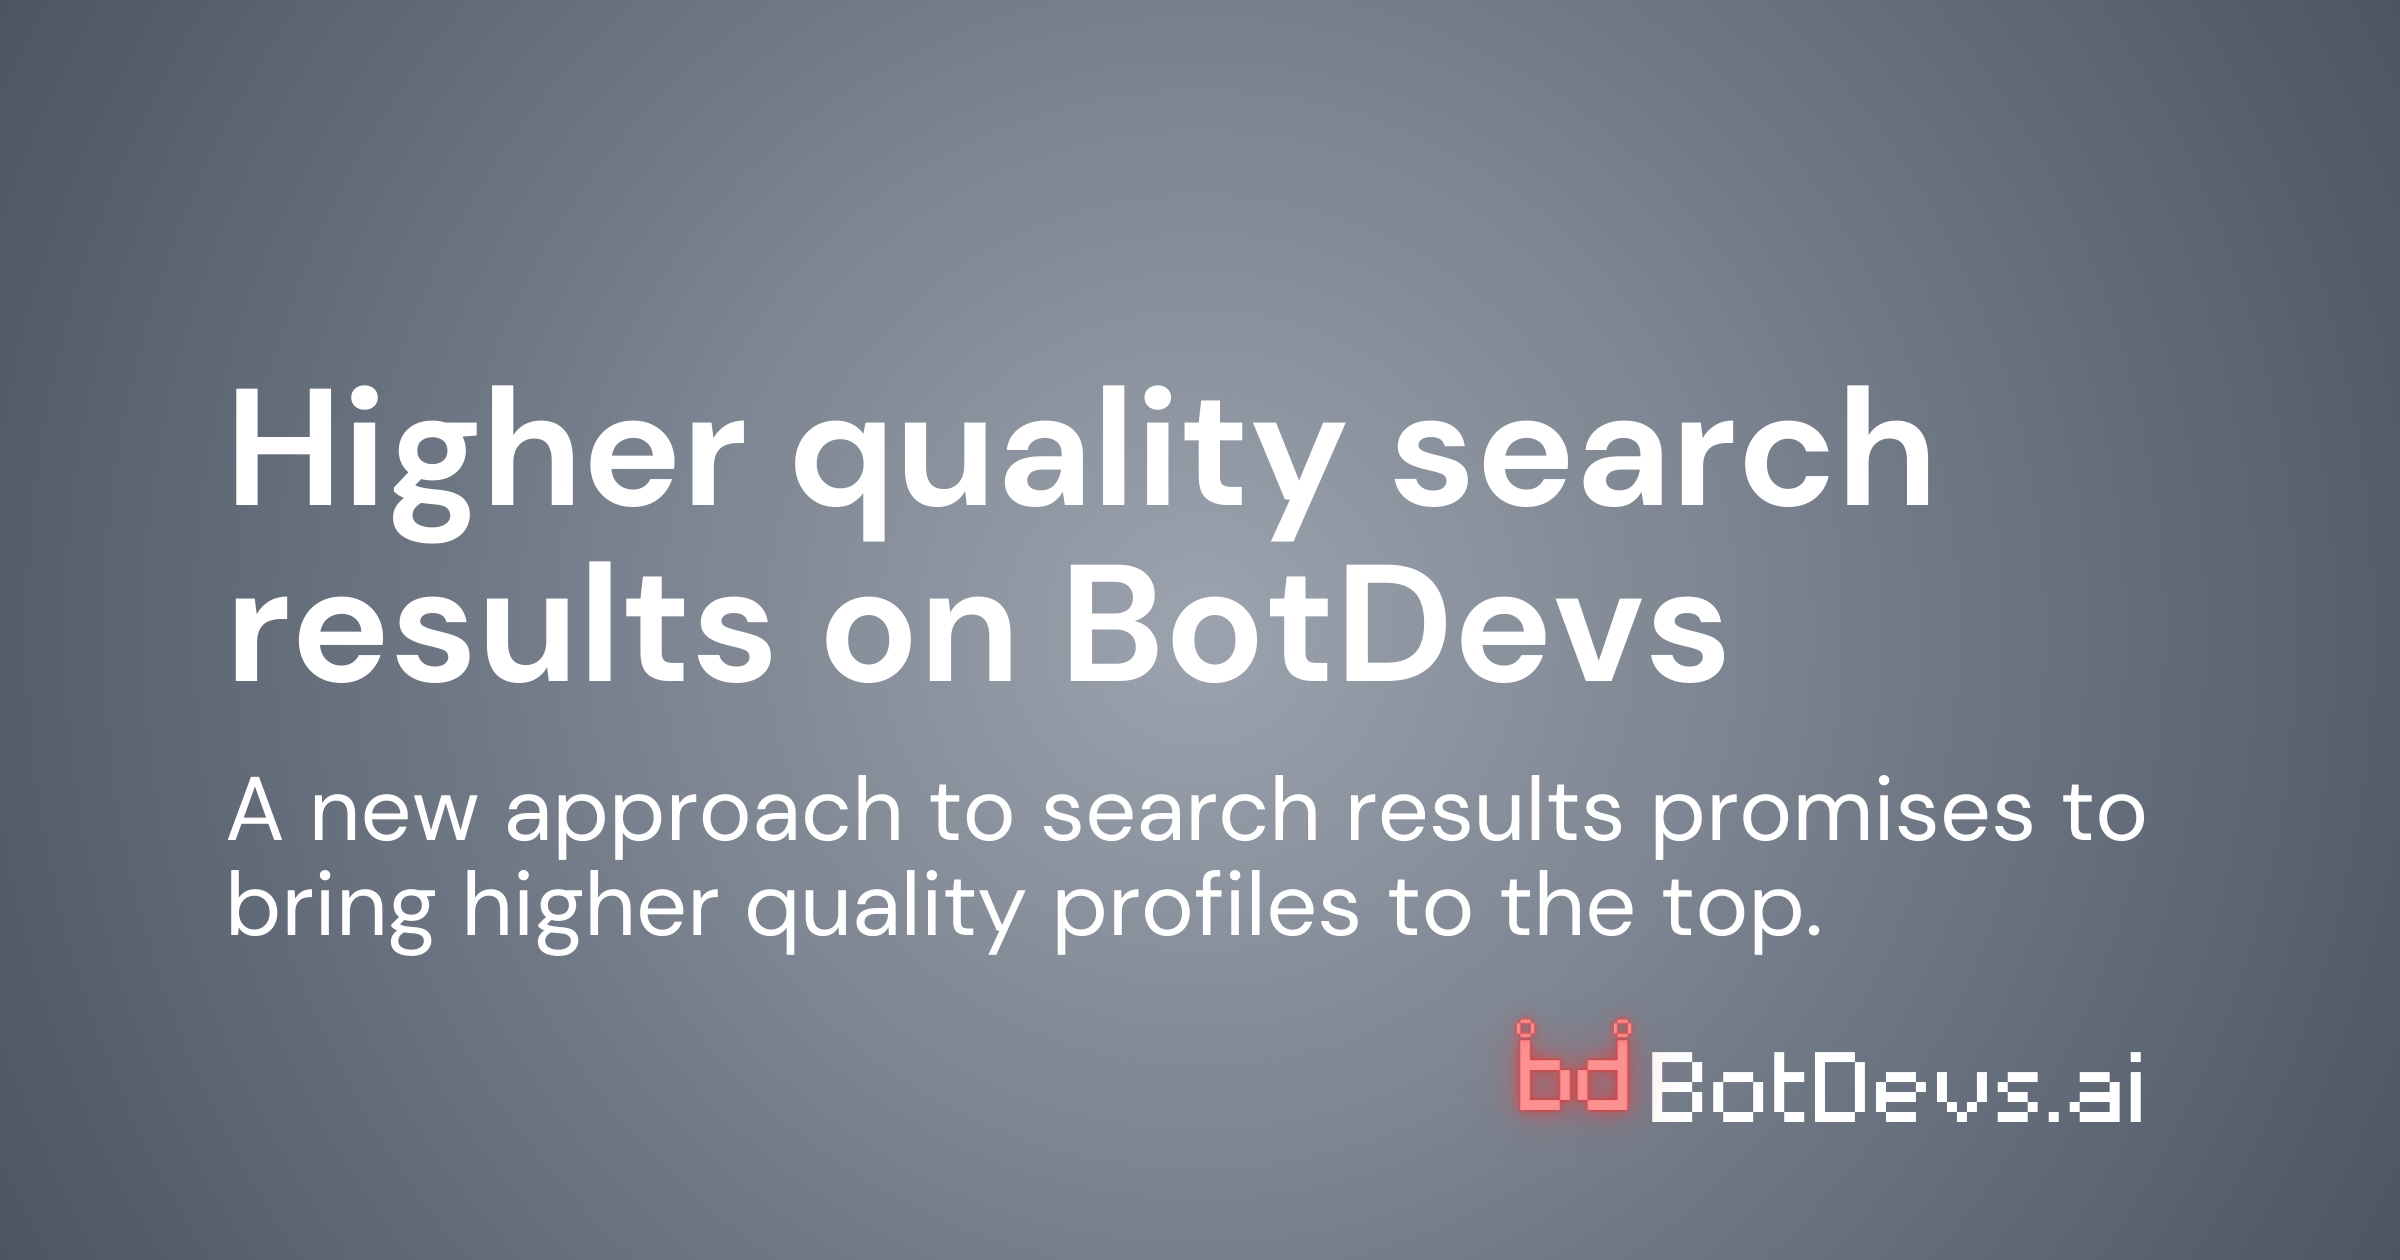 Higher quality search
results on BotDevs
A new approach to search results promises to
bring higher quality profiles to the top.
bd BotDevs.ai